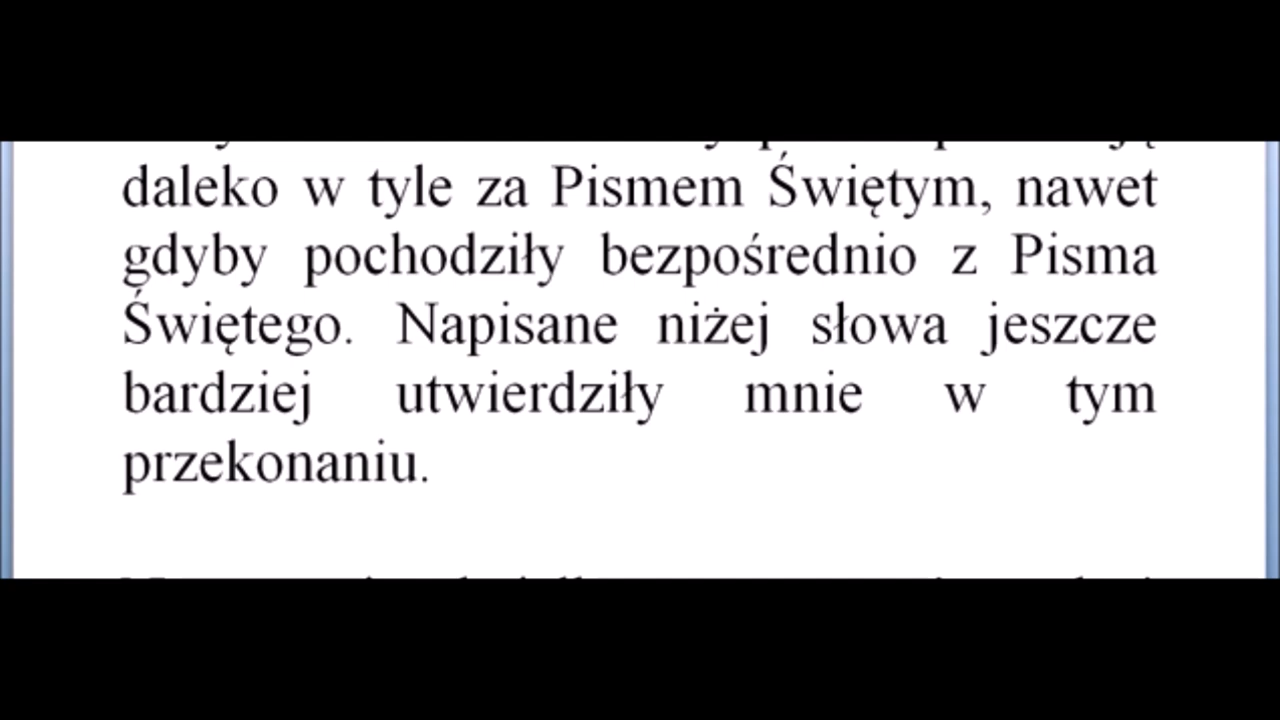 daleko w tyle za Pismem Świętym, nawet
gdyby pochodziły bezpośrednio z Pisma
Świętego. Napisane niżej słowa jeszcze
bardziej utwierdziły mnie w tym
przekonaniu.